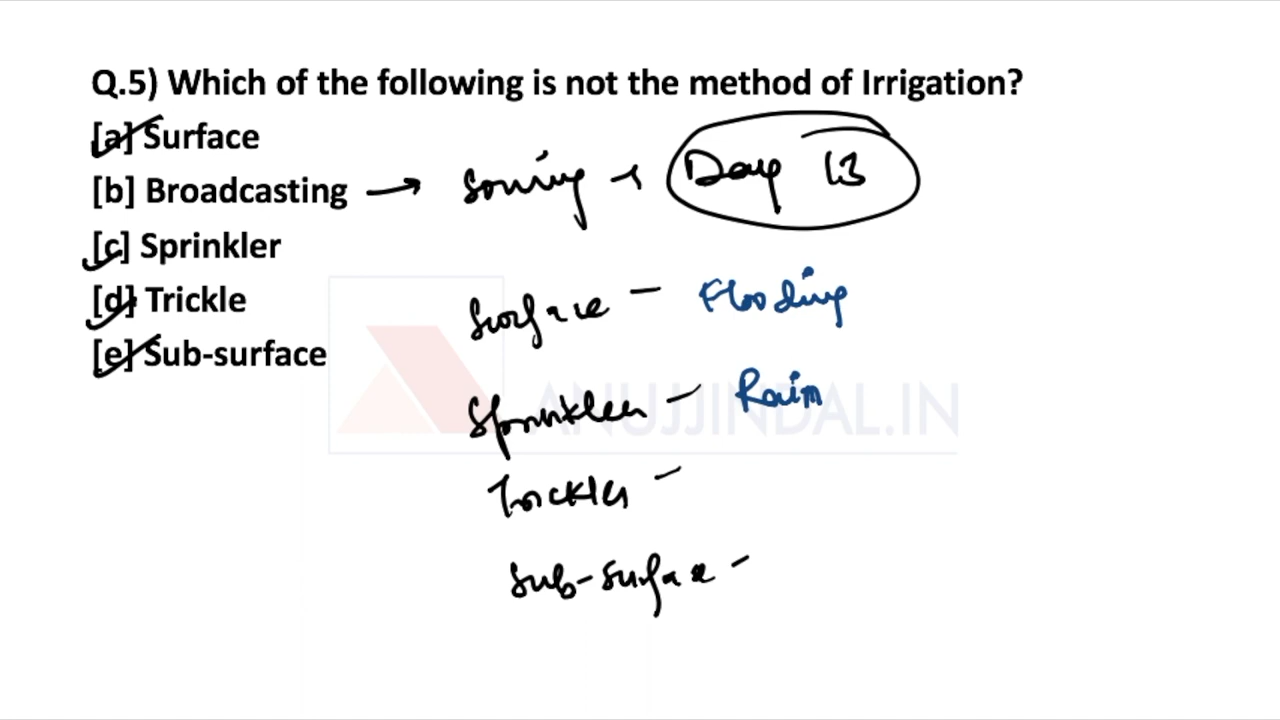 Q.5) Which of the following is not the method of Irrigation?
[a] Surface
[b] Broadcasting → Sowing Day 13
[c] Sprinkler
[d] Trickle
[e] Sub-surface
Surface – Flooding
Sprinkler – Rain
ANUJJINDAL.IN
Trickler –
Sub-surface –